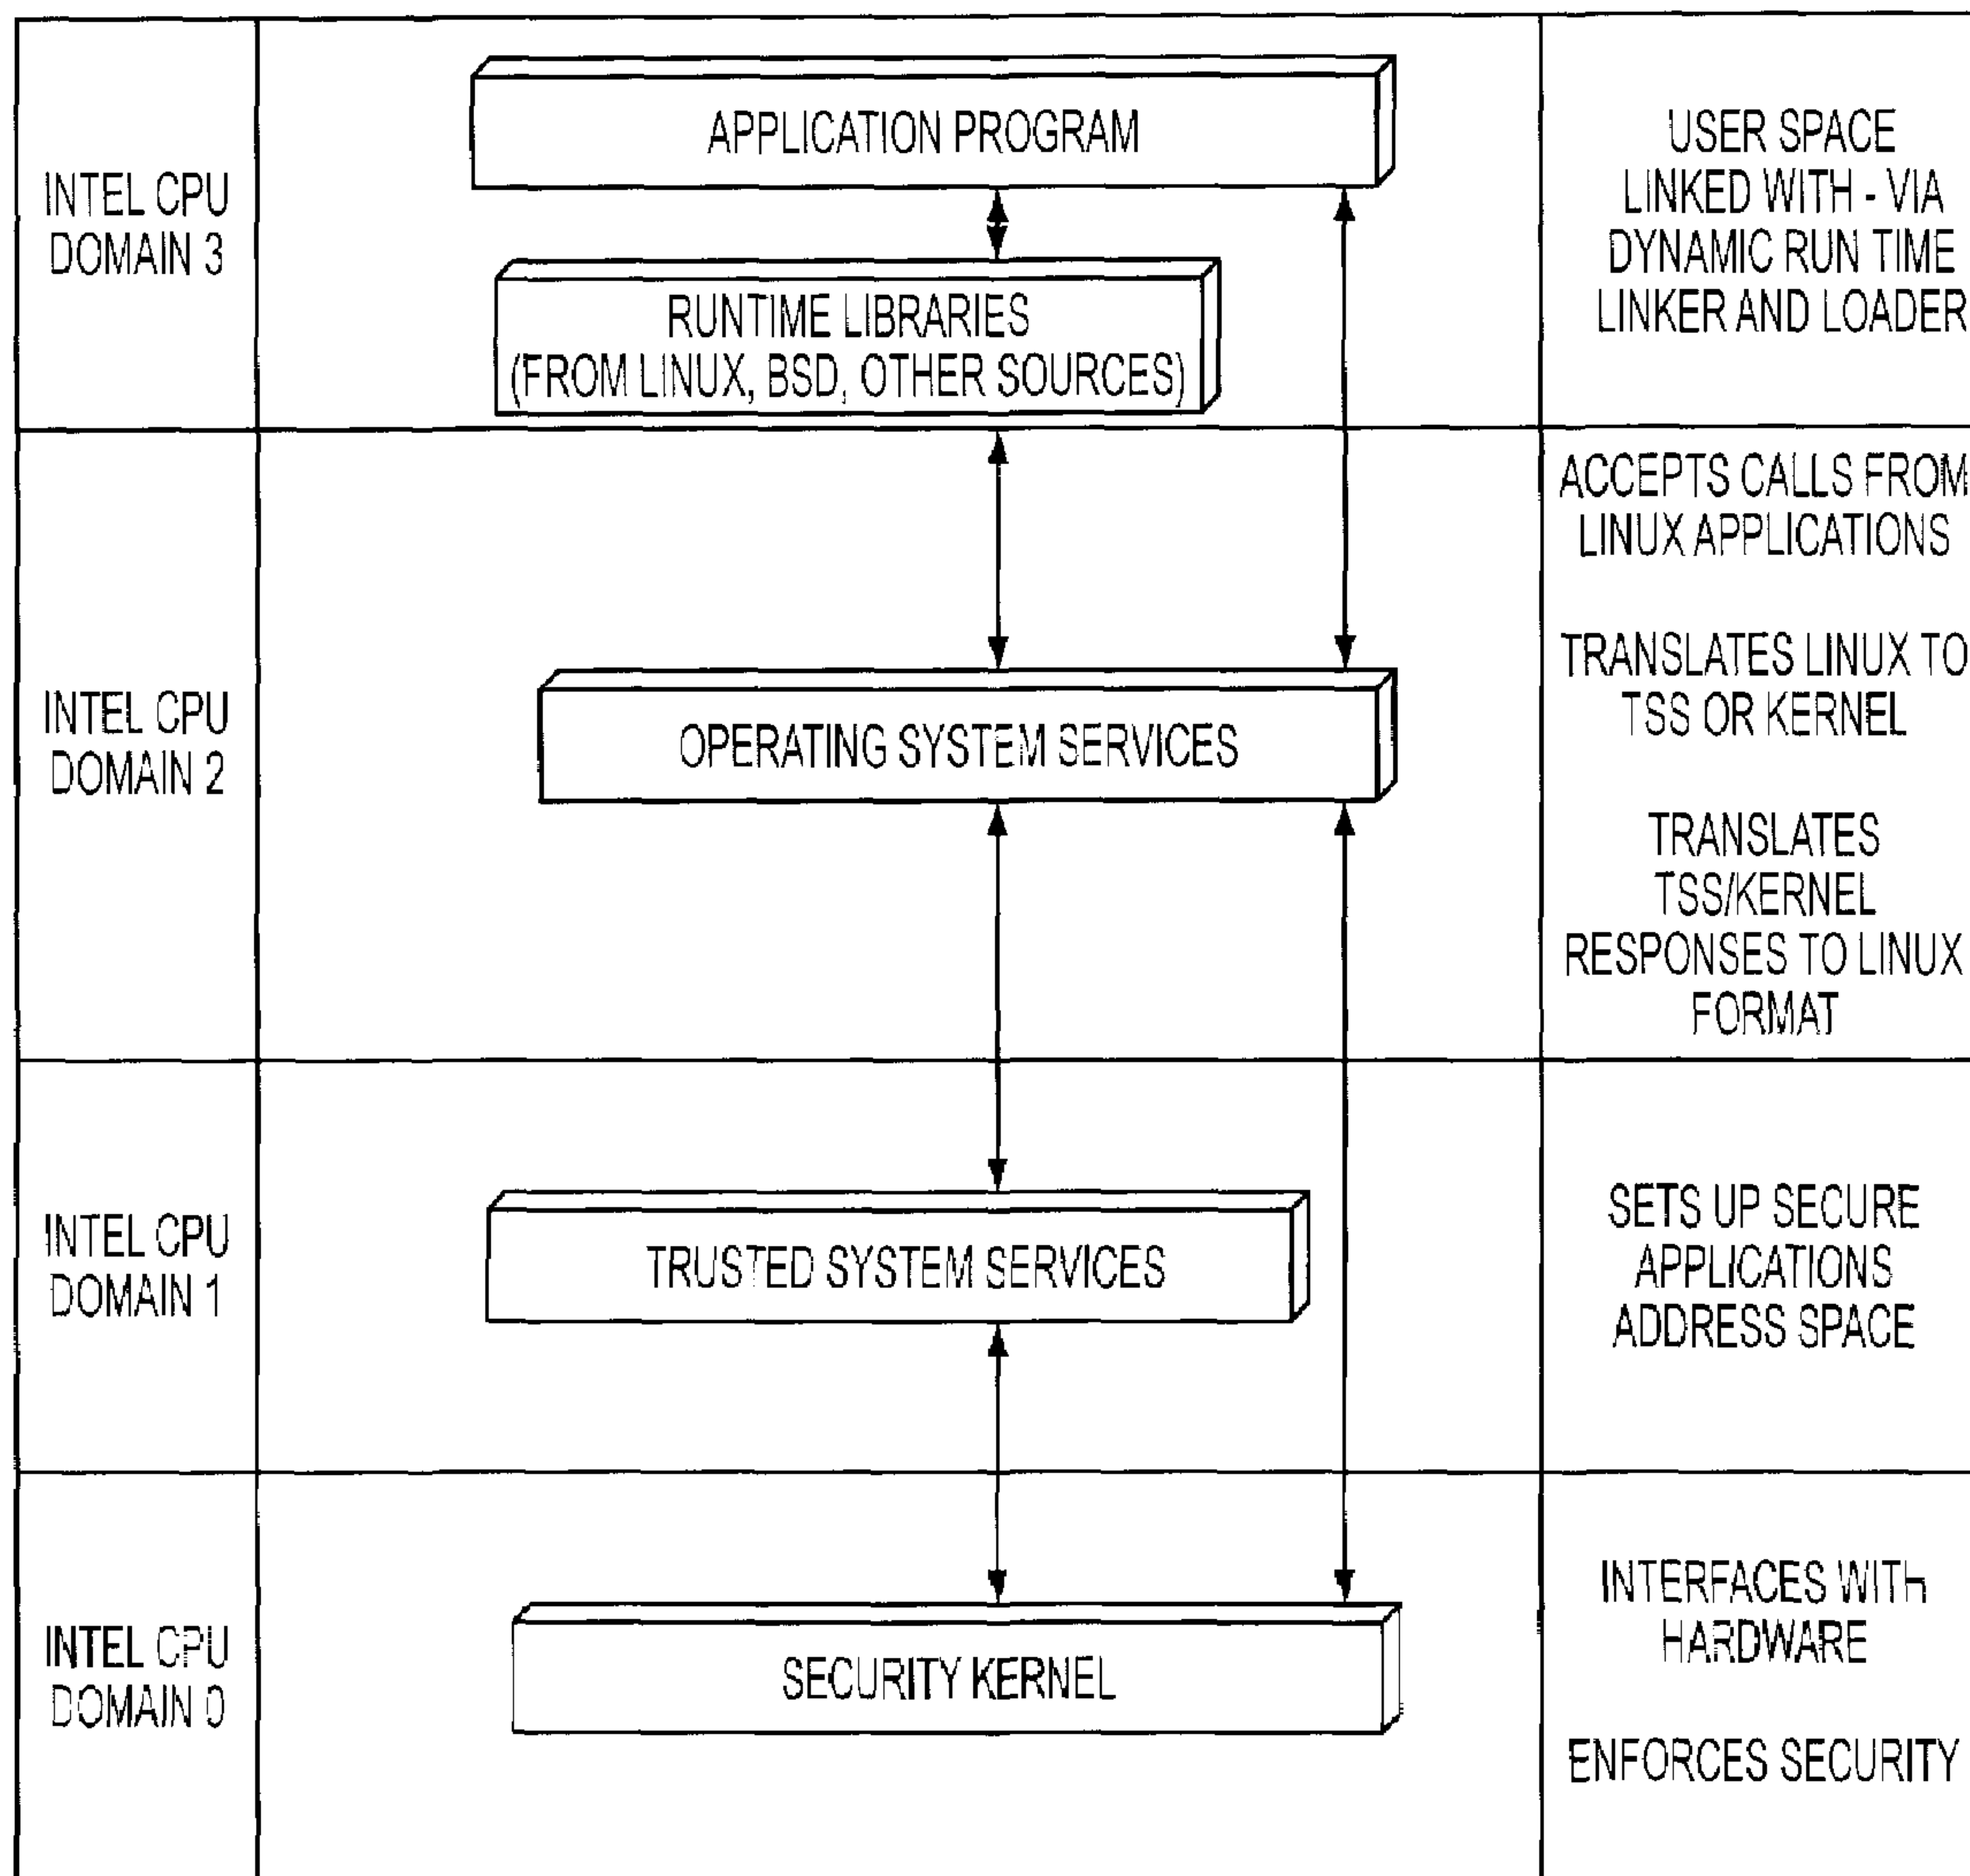 INTEL CPU
DOMAIN 3
APPLICATION PROGRAM
RUNTIME LIBRARIES
(FROM LINUX, BSD, OTHER SOURCES)
USER SPACE
LINKED WITH - VIA
DYNAMIC RUN TIME
LINKER AND LOADER
INTEL CPU
DOMAIN 2
OPERATING SYSTEM SERVICES
ACCEPTS CALLS FROM
LINUX APPLICATIONS
TRANSLATES LINUX TO
TSS OR KERNEL
TRANSLATES
TSS/KERNEL
RESPONSES TO LINUX
FORMAT
INTEL CPU
DOMAIN 1
TRUSTED SYSTEM SERVICES
SETS UP SECURE
APPLICATIONS
ADDRESS SPACE
INTEL CPU
DOMAIN 0
SECURITY KERNEL
INTERFACES WITH
HARDWARE
ENFORCES SECURITY